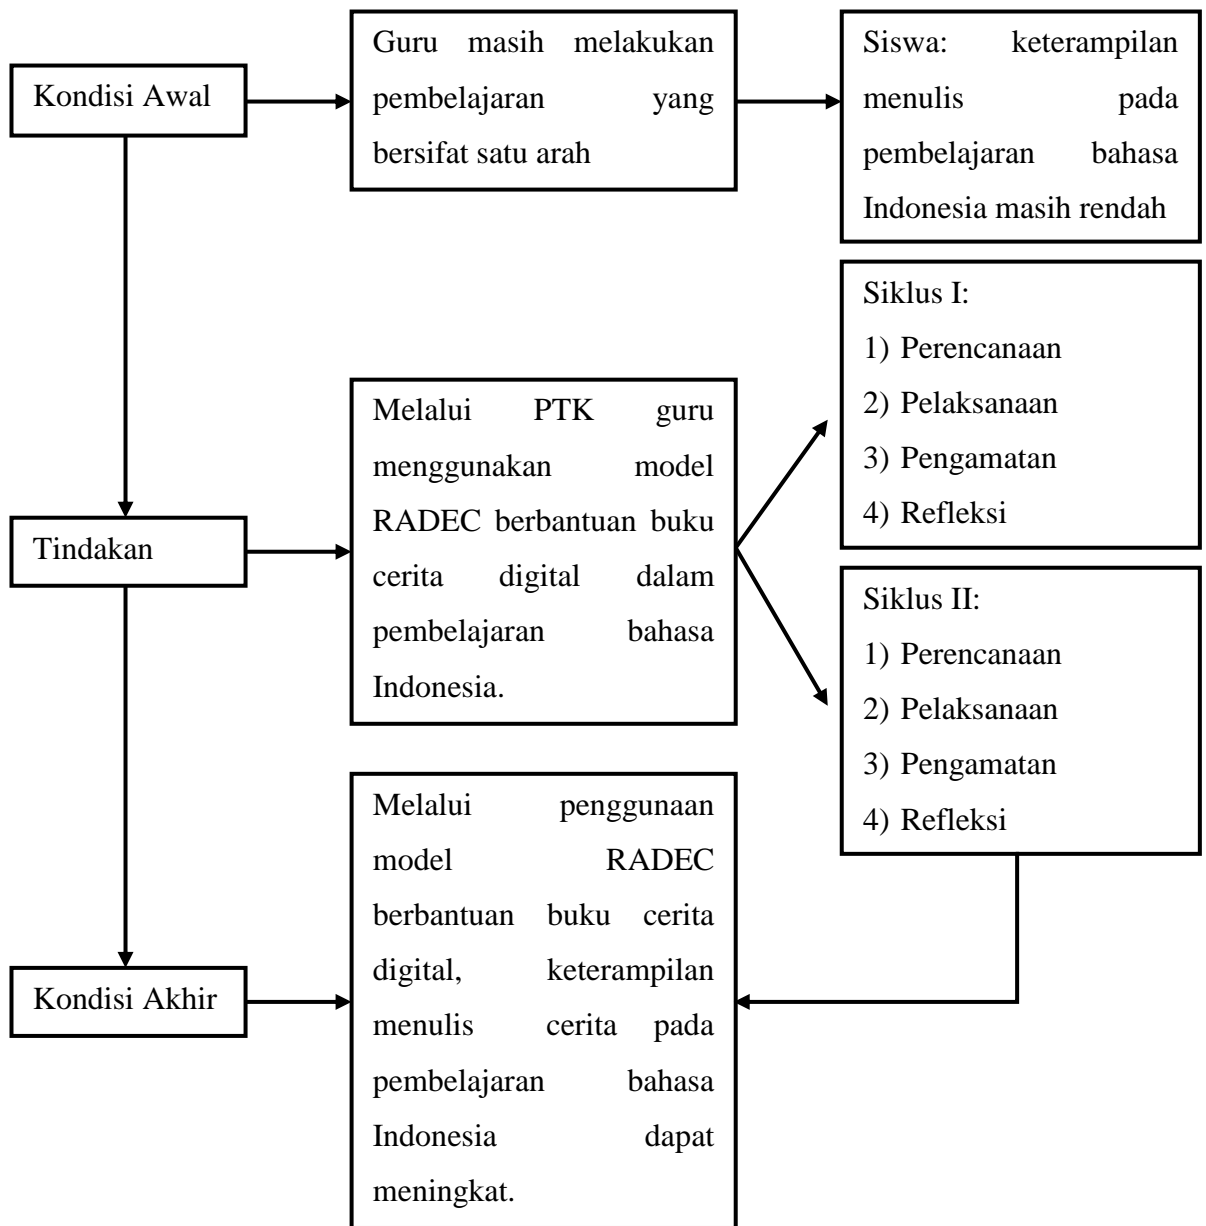 Kondisi Awal
Guru masih melakukan
pembelajaran yang
bersifat satu arah
Siswa: keterampilan
menulis pada
pembelajaran bahasa
Indonesia masih rendah
Tindakan
Melalui PTK guru
menggunakan model
RADEC berbantuan buku
cerita digital dalam
pembelajaran bahasa
Indonesia.
Siklus I:
1) Perencanaan
2) Pelaksanaan
3) Pengamatan
4) Refleksi
Siklus II:
1) Perencanaan
2) Pelaksanaan
3) Pengamatan
4) Refleksi
Kondisi Akhir
Melalui penggunaan
model RADEC
berbantuan buku cerita
digital, keterampilan
menulis cerita pada
pembelajaran bahasa
Indonesia dapat
meningkat.